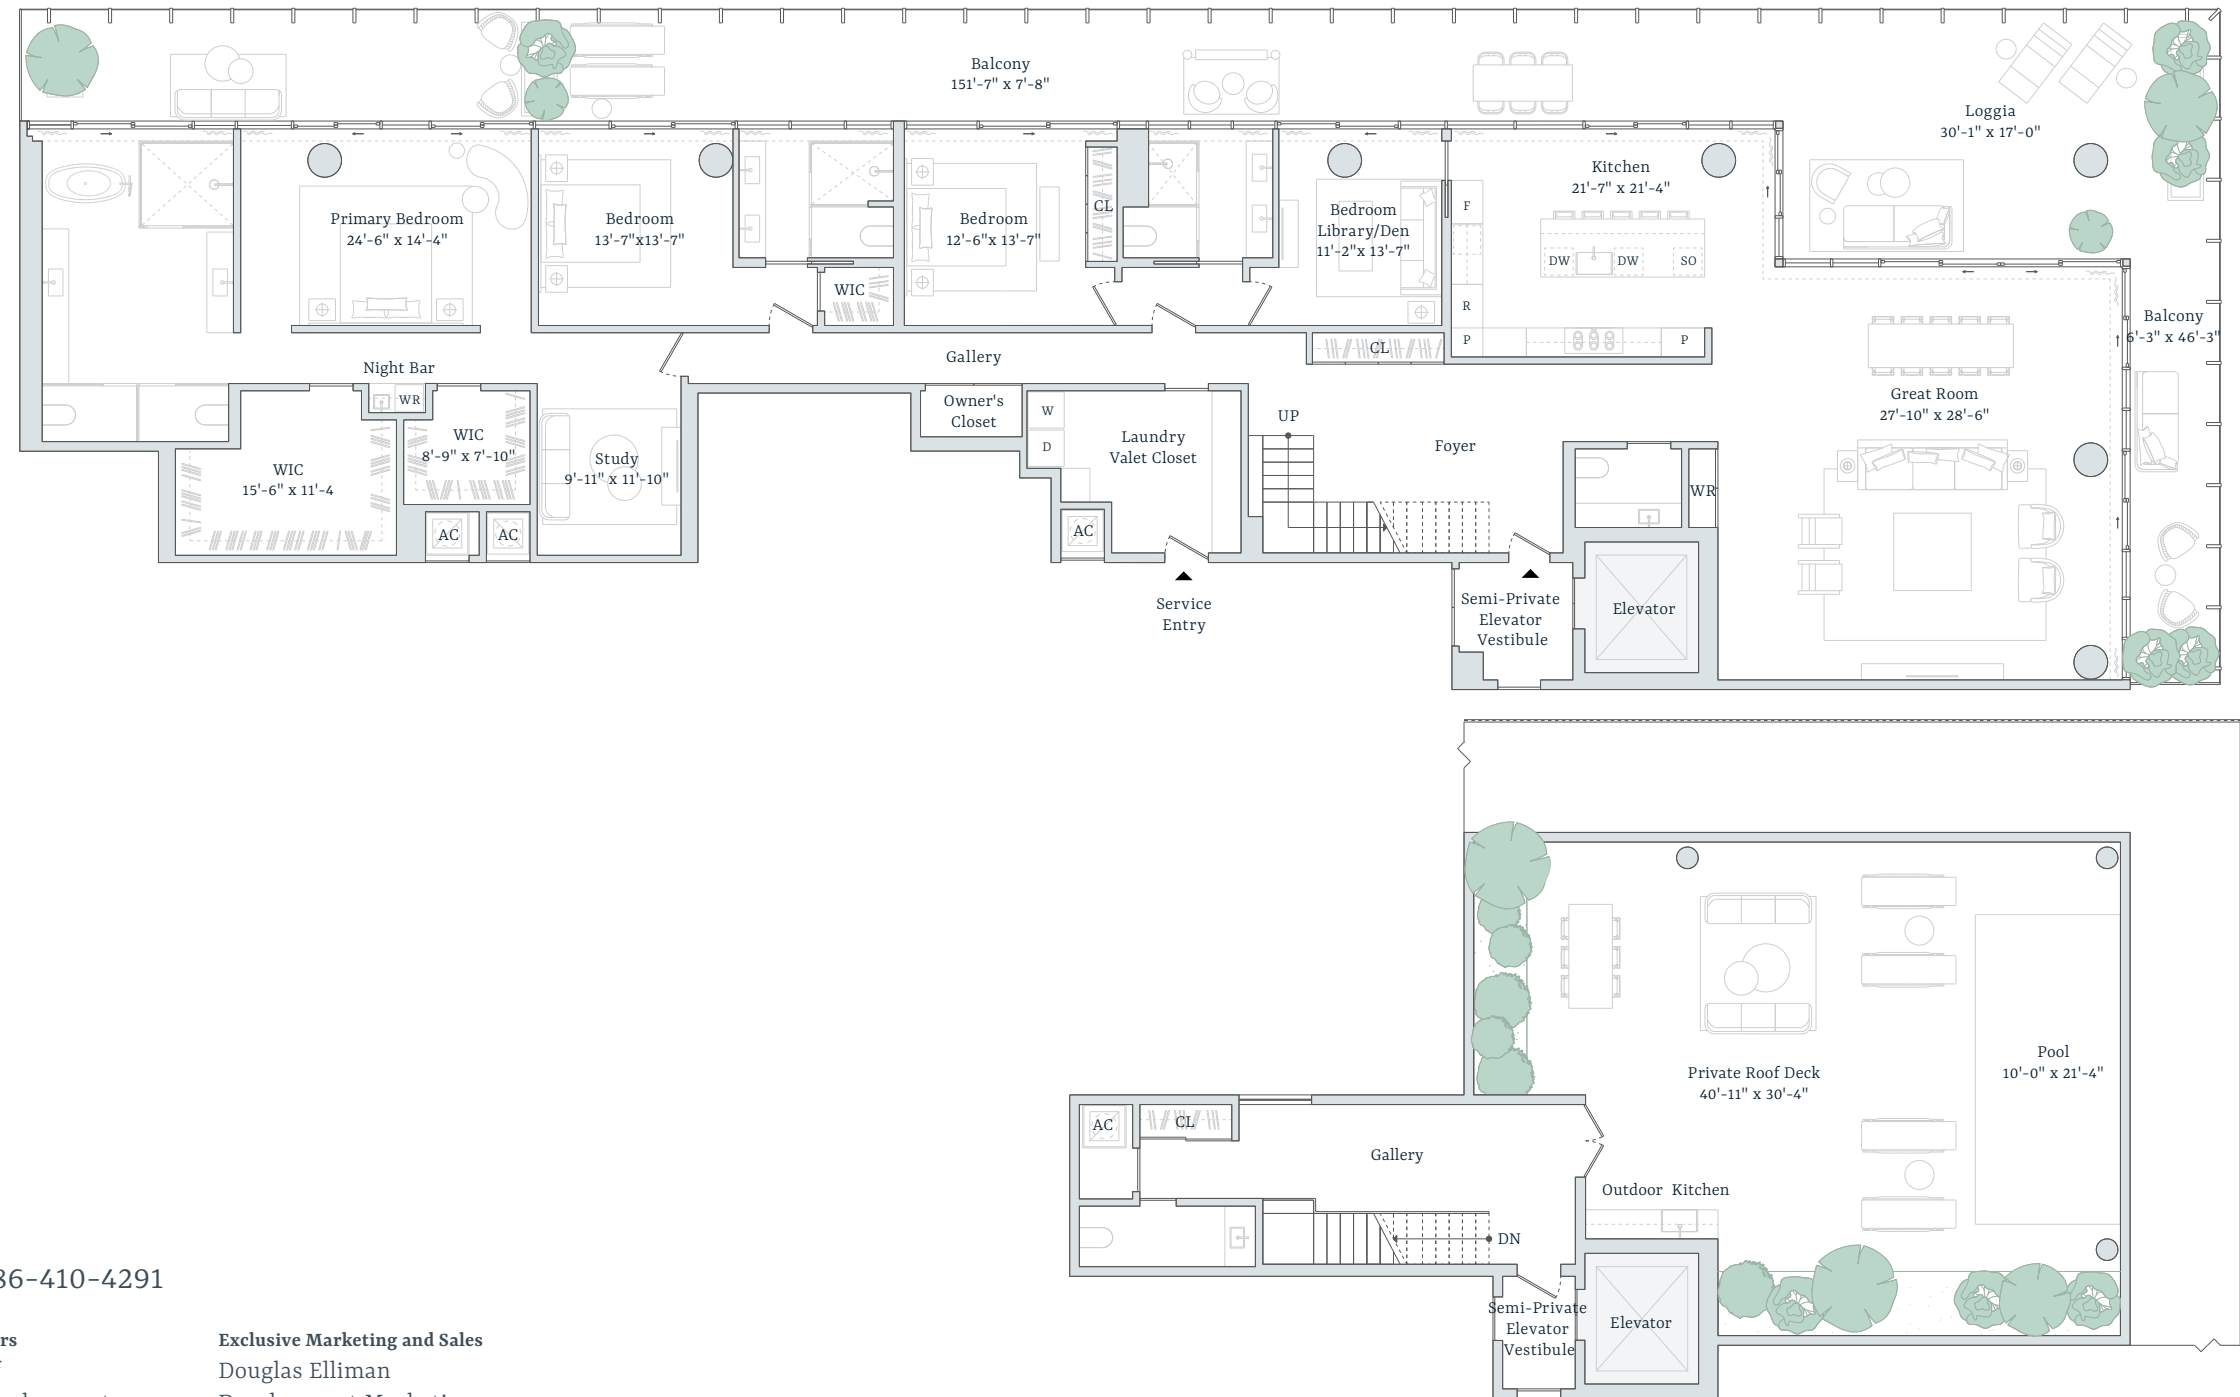 Balcony
151'-7" x 7'-8"
Loggia
30'-1" x 17'-0"
Primary Bedroom
24'-6" x 14'-4"
Bedroom
13'-7"x13'-7"
WIC
Bedroom
12'-6"x 13'-7"
CL
Bedroom
Library/Den
11'-2"x 13'-7"
Kitchen
21'-7" x 21'-4"
F
DW
DW
SO
R
P
P
CL
Balcony
6'-3" x 46'-3"
Night Bar
WR
Gallery
Great Room
27'-10" x 28'-6"
WIC
15'-6" x 11'-4
WIC
8'-9" x 7'-10"
AC
AC
Study
9'-11" x 11'-10"
Owner's
Closet
W
D
Laundry
Valet Closet
AC
UP
Foyer
WR
Service
Entry
Semi-Private
Elevator
Vestibule
Elevator
Private Roof Deck
40'-11" x 30'-4"
Pool
10'-0" x 21'-4"
AC
CL
Gallery
Outdoor Kitchen
DN
Semi-Private
Elevator
Vestibule
Elevator
86-410-4291
rs
Exclusive Marketing and Sales
Douglas Elliman